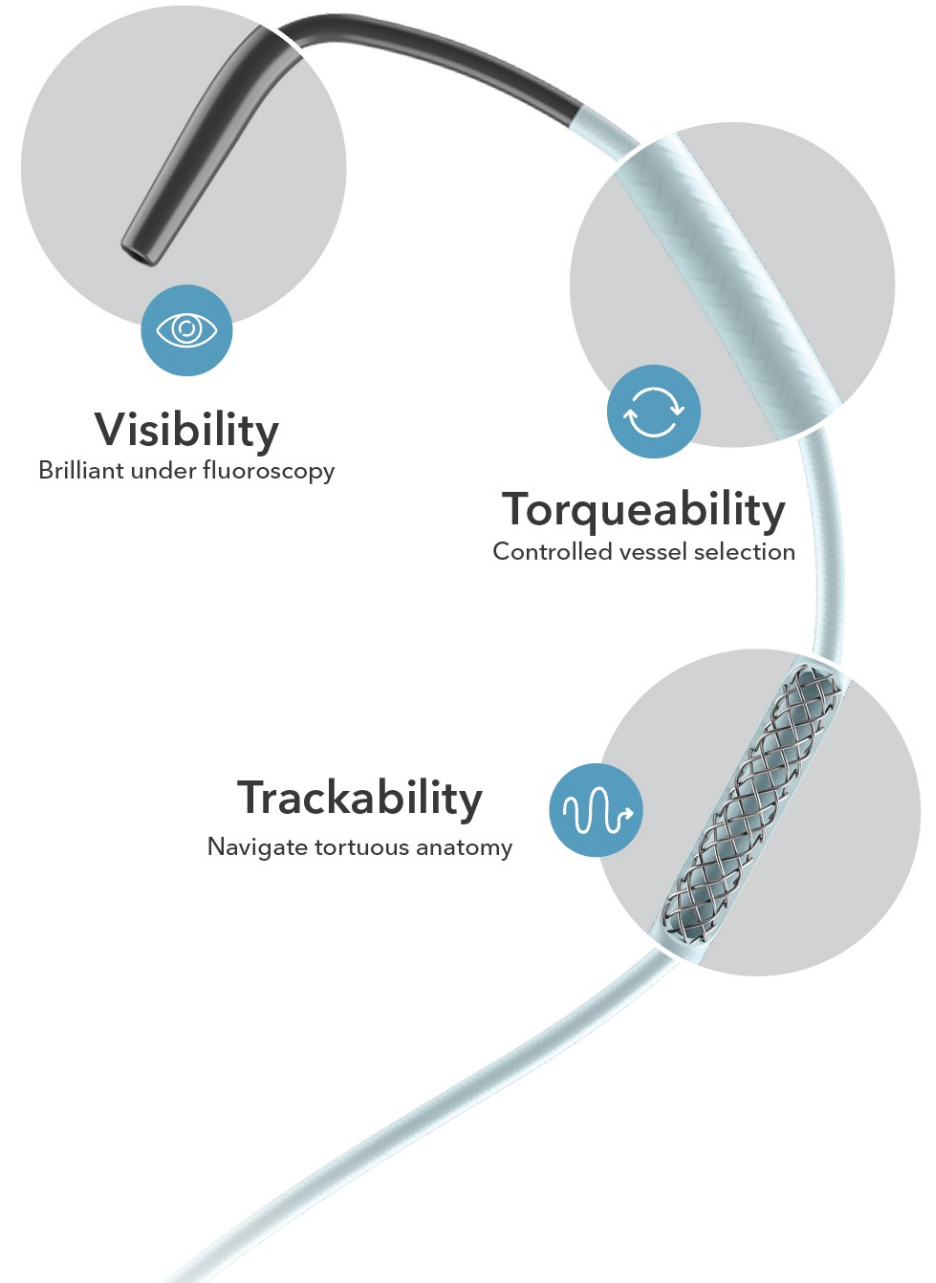 Visibility
Brilliant under fluoroscopy
Torqueability
Controlled vessel selection
Trackability
Navigate tortuous anatomy